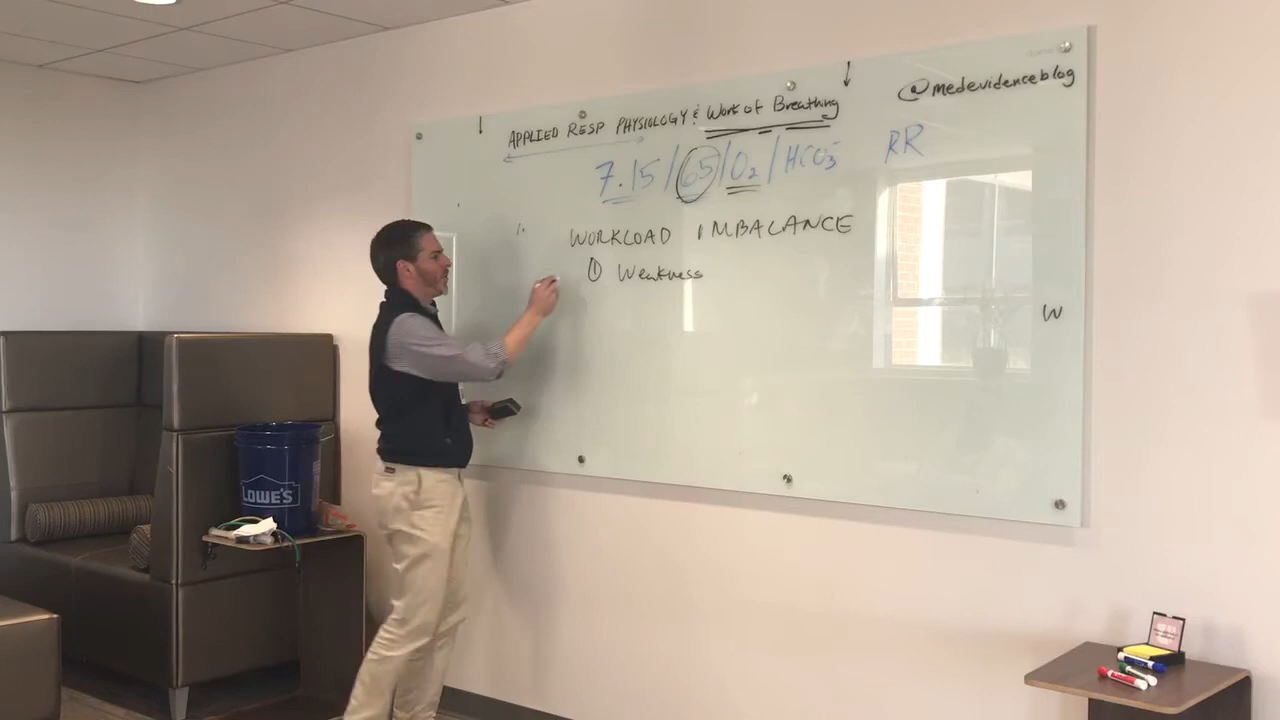 @medevidenceblog
APPLIED RESP PHYSIOLOGY & Work of Breathing
7.15/65/O₂/HCO₃⁻ RR
WORKLOAD IMBALANCE
① Weakness
W
LOWE'S